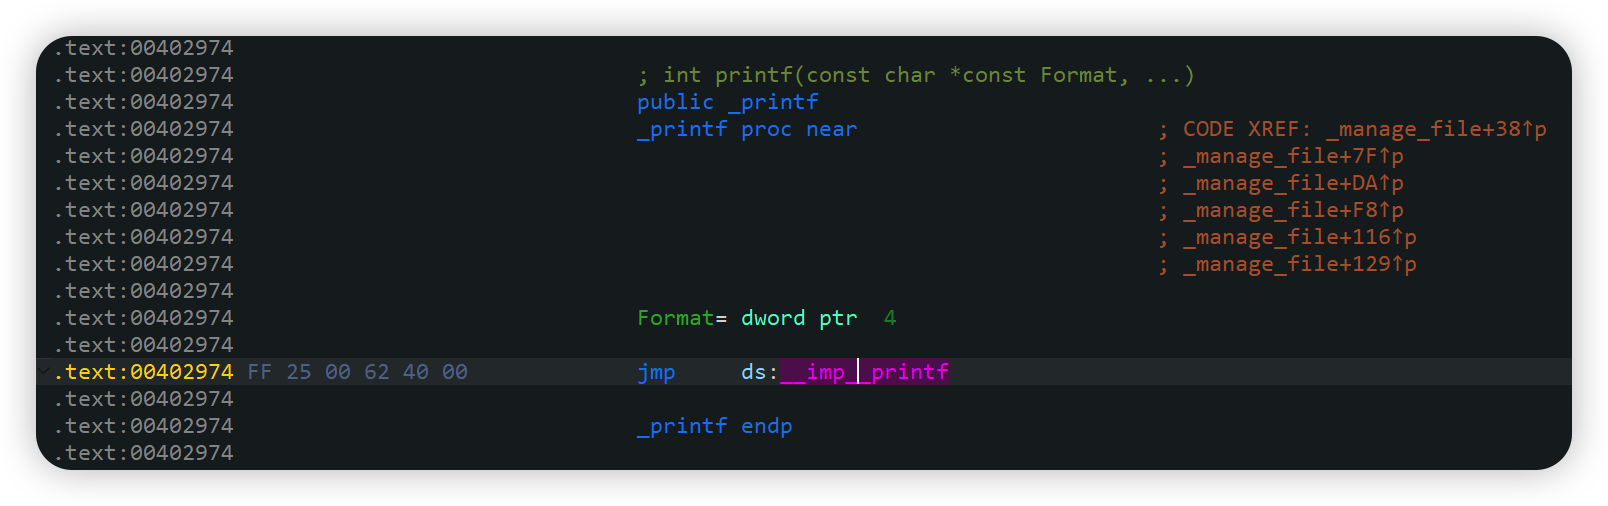 .text:00402974
.text:00402974 ; int printf(const char *const Format, ...)
.text:00402974 public _printf
.text:00402974 _printf proc near ; CODE XREF: _manage_file+38↑p
.text:00402974 ; _manage_file+7F↑p
.text:00402974 ; _manage_file+DA↑p
.text:00402974 ; _manage_file+F8↑p
.text:00402974 ; _manage_file+116↑p
.text:00402974 ; _manage_file+129↑p
.text:00402974
.text:00402974 Format= dword ptr 4
.text:00402974
.text:00402974 FF 25 00 62 40 00 jmp ds:__imp__printf
.text:00402974
.text:00402974 _printf endp
.text:00402974